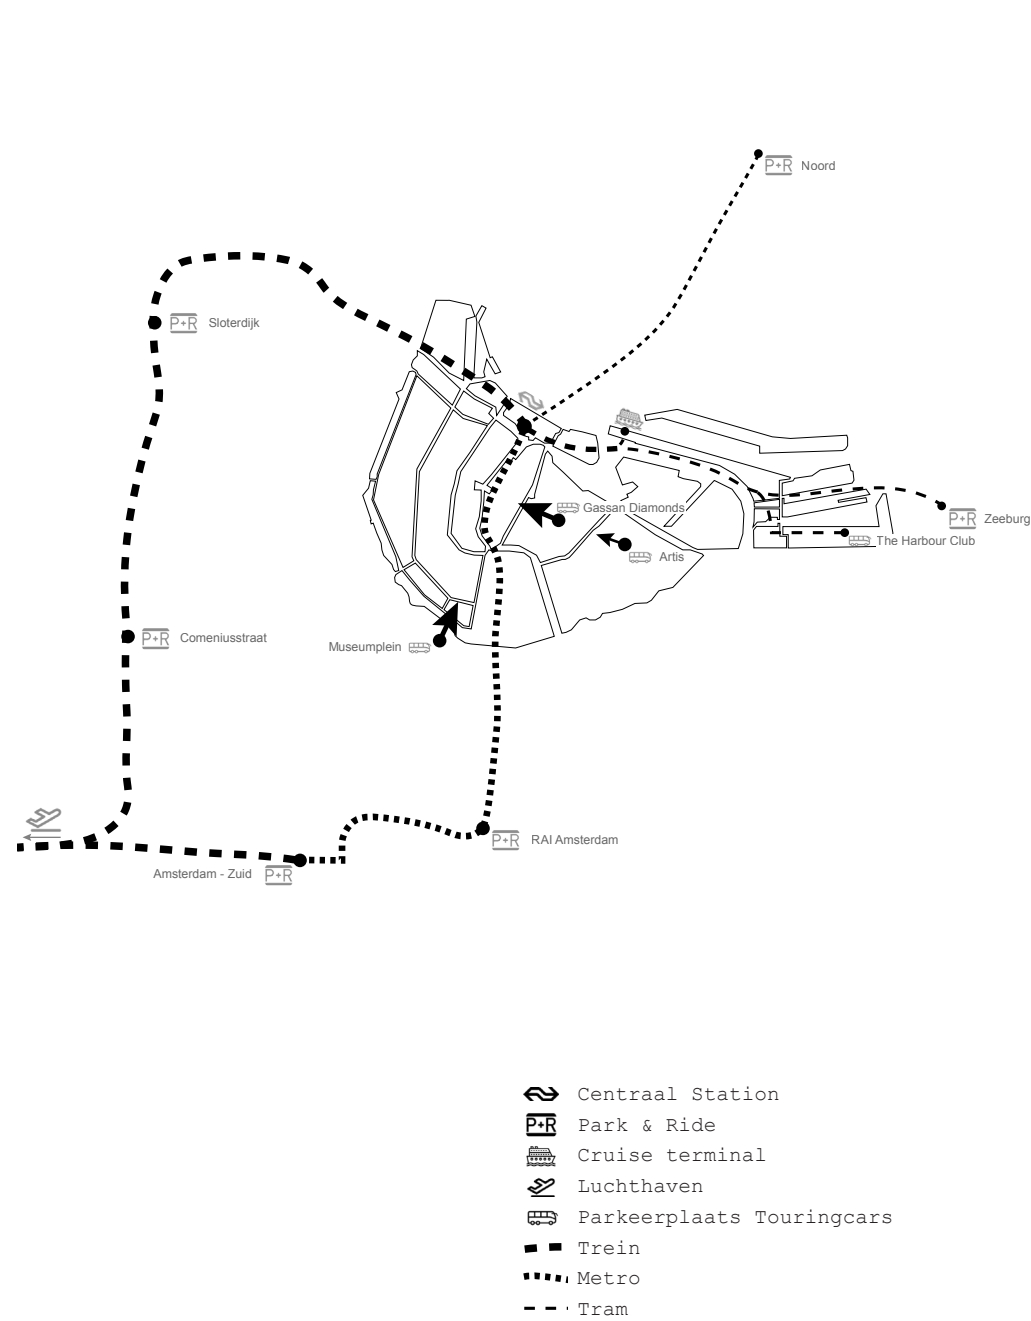 P+R Noord
P+R Sloterdijk
Gassan Diamonds
P+R Zeeburg
The Harbour Club
Artis
P+R Comeniusstraat
Museumplein
P+R RAI Amsterdam
Amsterdam - Zuid P+R
Centraal Station
P+R Park & Ride
Cruise terminal
Luchthaven
Parkeerplaats Touringcars
Trein
Metro
Tram